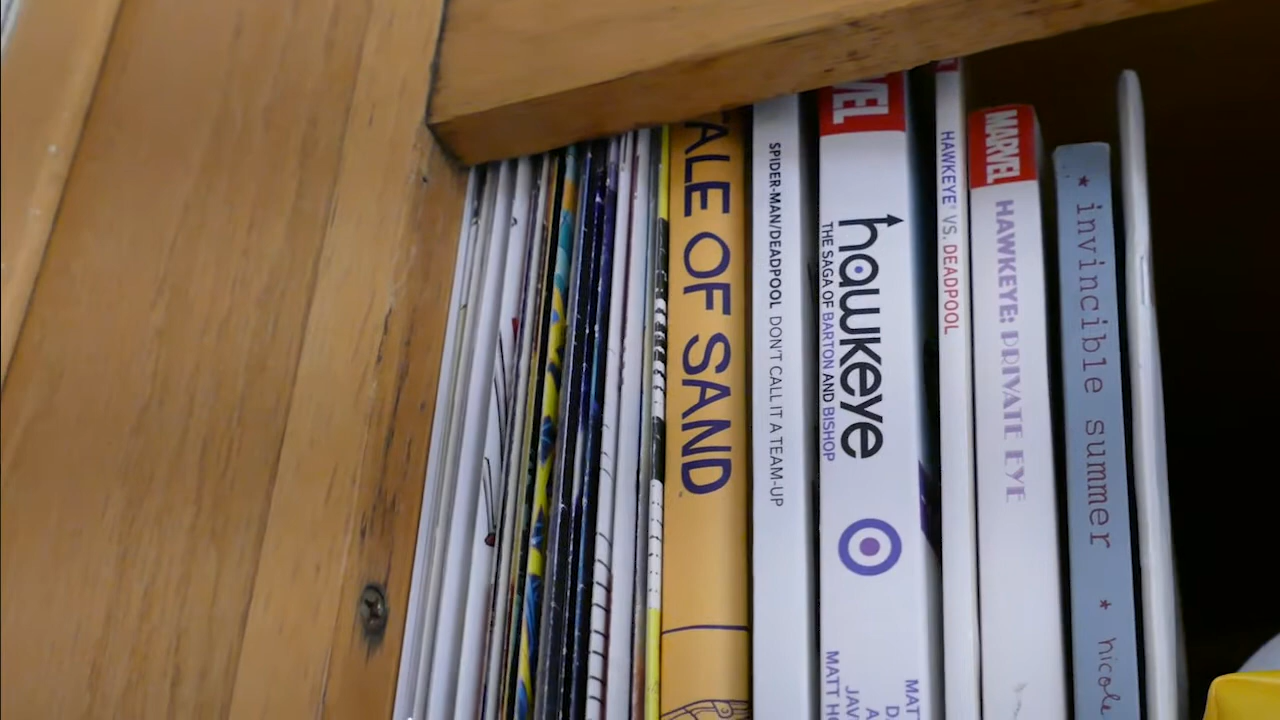 ALE OF SAND
SPIDER-MAN/DEADPOOL DON'T CALL IT A TEAM-UP
VEL
hawkeye
THE SAGA OF BARTON AND BISHOP
MATT
HAWKEYE VS. DEADPOOL
MARVEL
HAWKEYE: PRIVATE EYE
* invincible summer * nicole